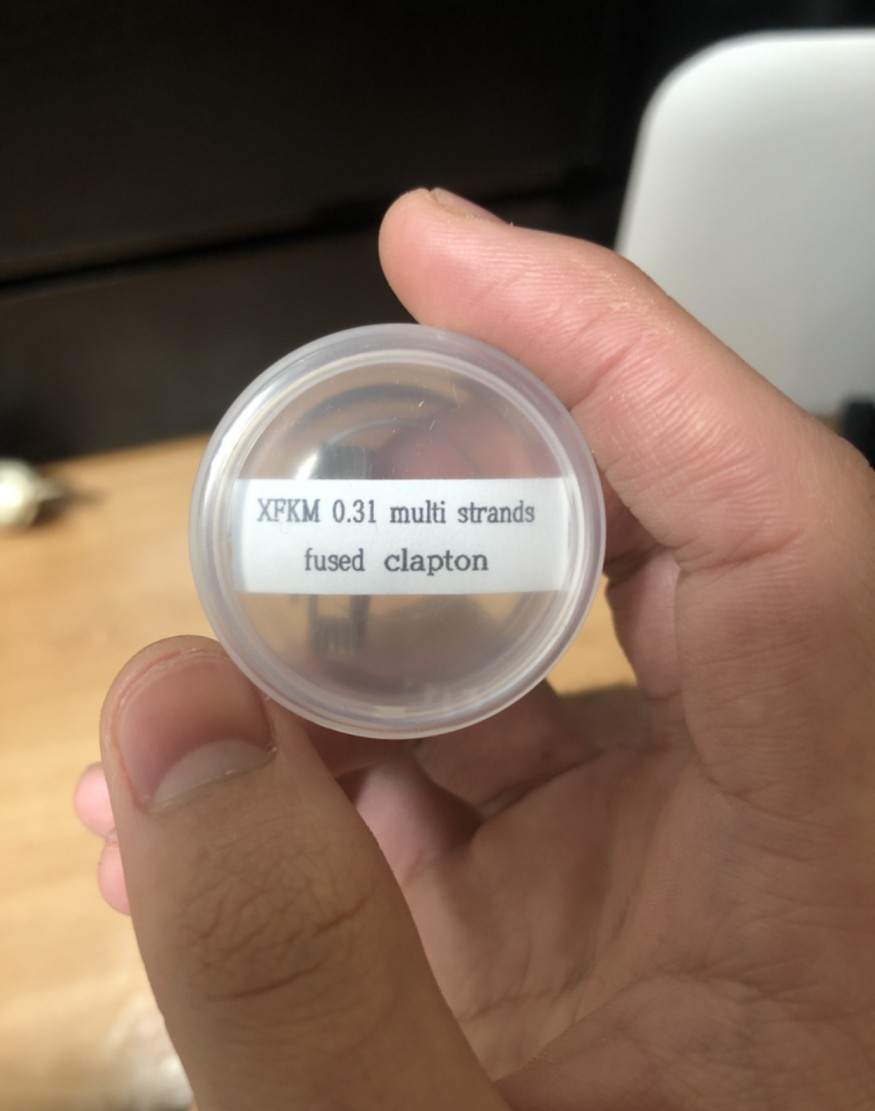 XFKM 0.31 multi strands
fused clapton